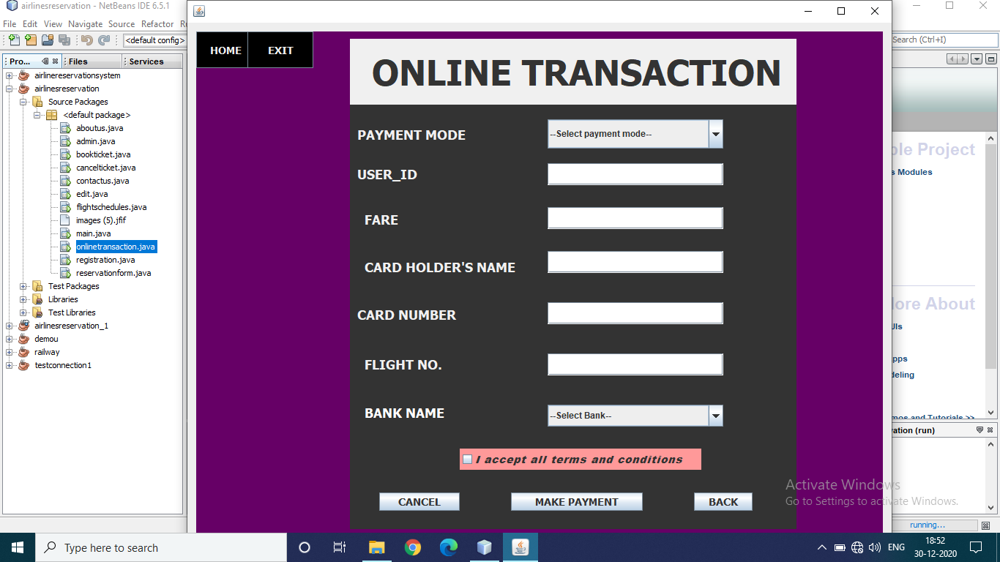 airlinesreservation - NetBeans IDE 6.5.1
File Edit View Navigate Source Refactor
<default config>
Search (Ctrl+I)
Pro... Files Services
airlinereservationsystem
airlinesreservation
Source Packages
<default package>
aboutus.java
admin.java
bookticket.java
cancelticket.java
contactus.java
edit.java
flightschedules.java
images (5).jfif
main.java
onlinetransaction.java
registration.java
reservationform.java
Test Packages
Libraries
Test Libraries
airlinesreservation_1
demou
railway
testconnection1
HOME EXIT
ONLINE TRANSACTION
PAYMENT MODE --Select payment mode--
USER_ID
FARE
CARD HOLDER'S NAME
CARD NUMBER
FLIGHT NO.
BANK NAME --Select Bank--
I accept all terms and conditions
CANCEL MAKE PAYMENT BACK
Project
s Modules
ore About
UIs
pps
deling
mos and Tutorials >>
vation (run)
Activate Windows
Go to Settings to activate Windows.
running...
Type here to search
ENG
18:52
30-12-2020